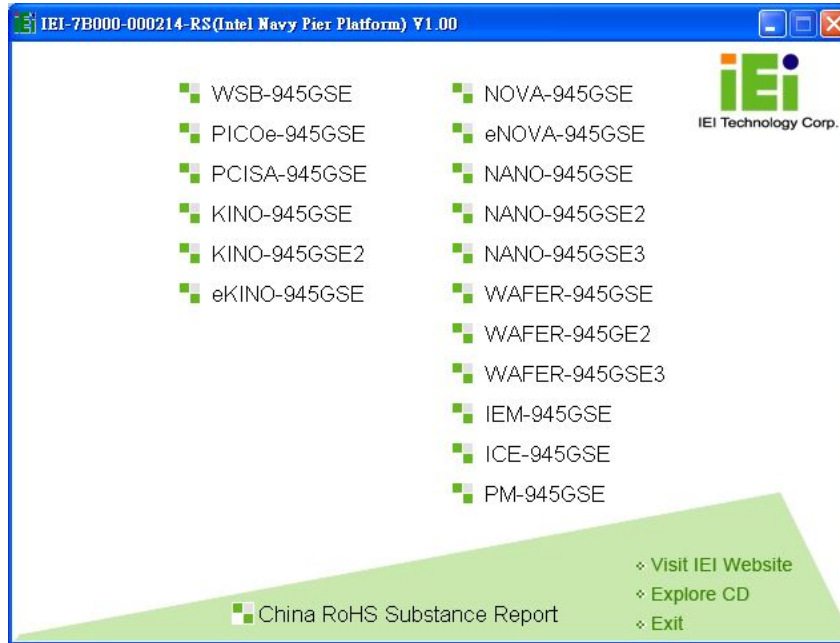 IEI-7B000-000214-RS(Intel Navy Pier Platform) V1.00
iEi
IEI Technology Corp.
WSB-945GSE
PICOe-945GSE
PCISA-945GSE
KINO-945GSE
KINO-945GSE2
eKINO-945GSE
NOVA-945GSE
eNOVA-945GSE
NANO-945GSE
NANO-945GSE2
NANO-945GSE3
WAFER-945GSE
WAFER-945GE2
WAFER-945GSE3
IEM-945GSE
ICE-945GSE
PM-945GSE
China RoHS Substance Report
Visit IEI Website
Explore CD
Exit